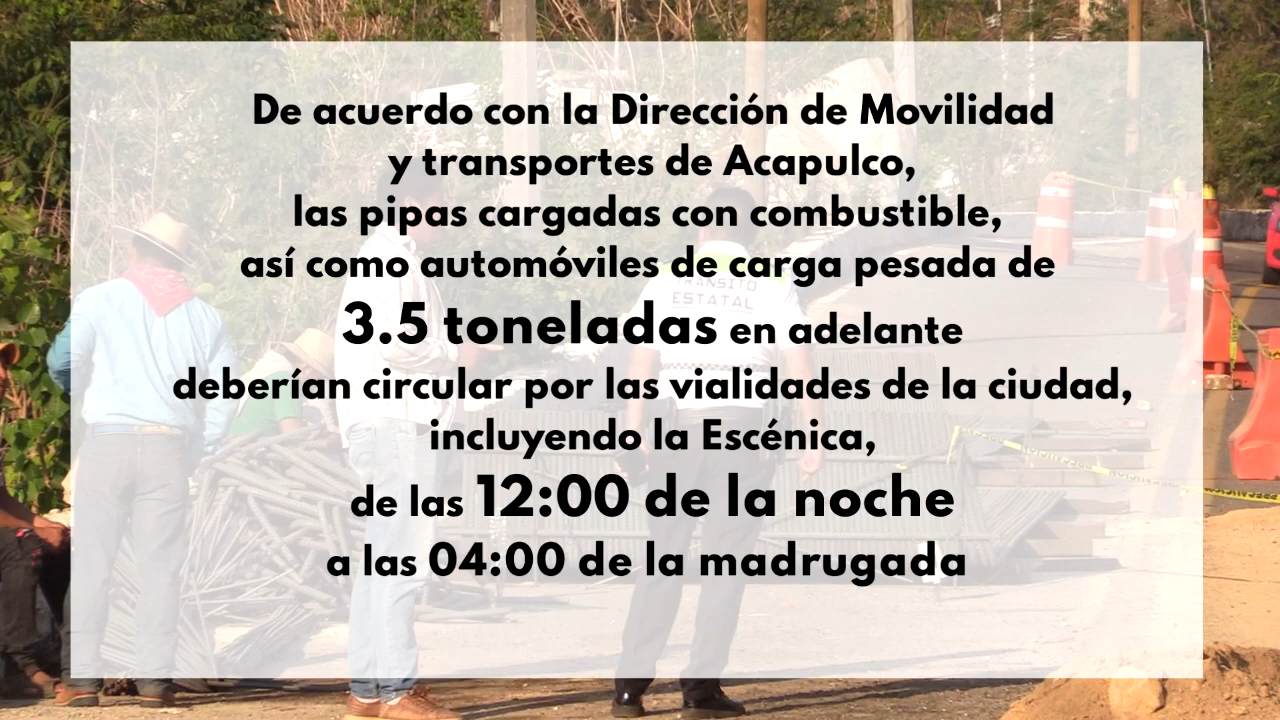 De acuerdo con la Dirección de Movilidad
y transportes de Acapulco,
las pipas cargadas con combustible,
así como automóviles de carga pesada de
3.5 toneladas en adelante
deberían circular por las vialidades de la ciudad,
incluyendo la Escénica,
de las 12:00 de la noche
a las 04:00 de la madrugada
TRANSITO
ESTATAL